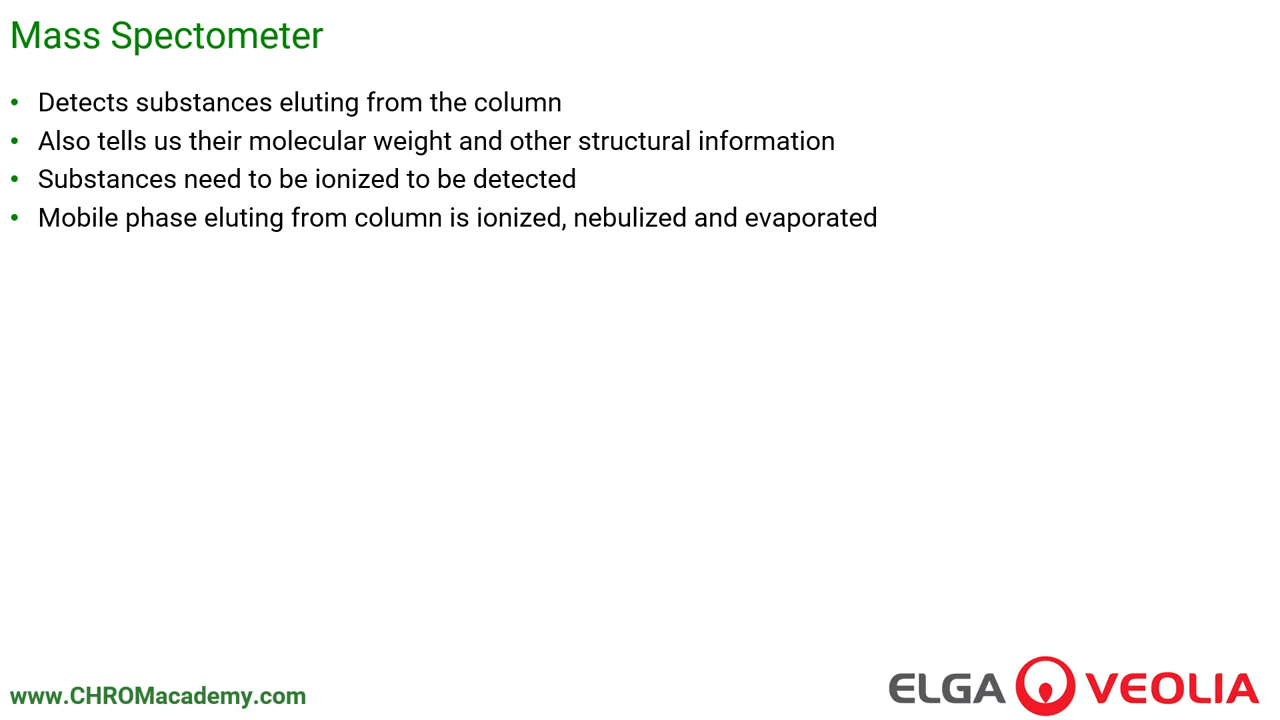 Mass Spectometer
• Detects substances eluting from the column
• Also tells us their molecular weight and other structural information
• Substances need to be ionized to be detected
• Mobile phase eluting from column is ionized, nebulized and evaporated
www.CHROMacademy.com
ELGA VEOLIA